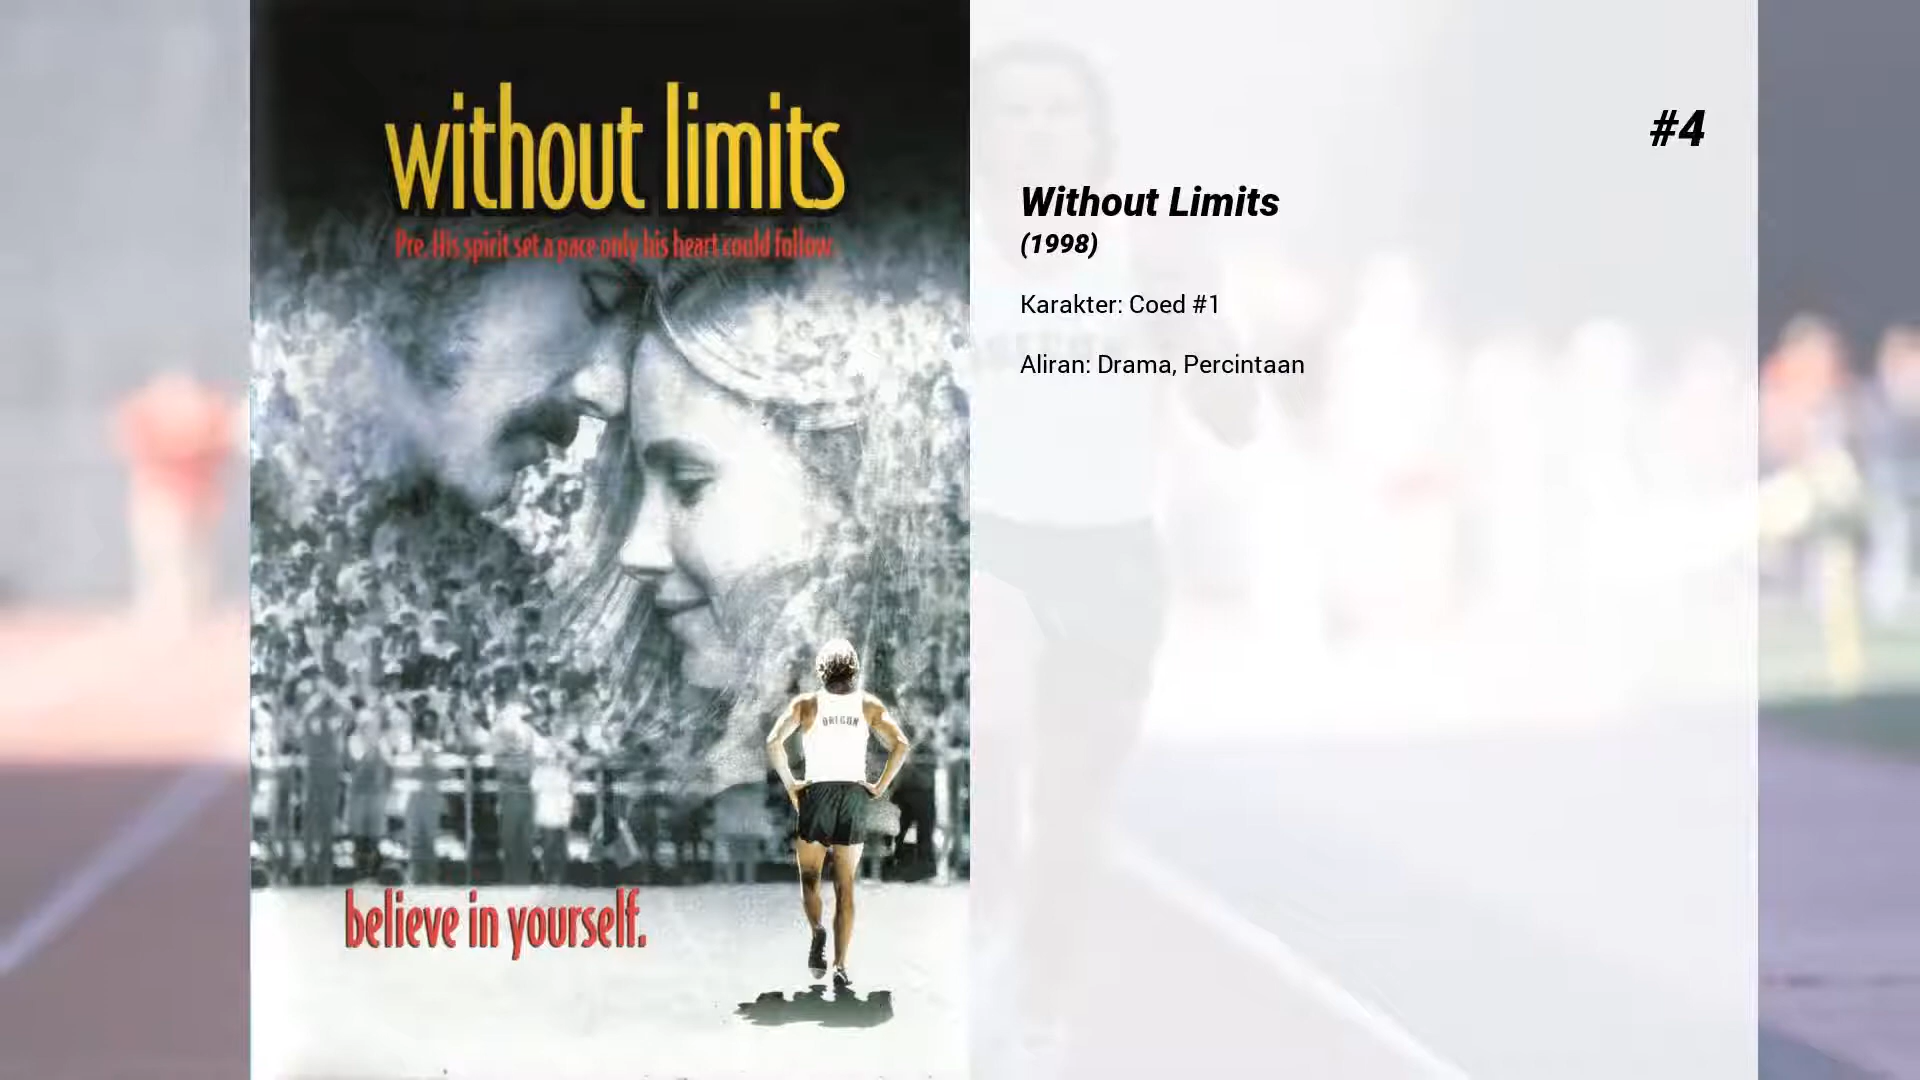 without limits
Pre. His spirit set a pace only his heart could follow.
OREGON
believe in yourself.
#4
Without Limits
(1998)
Karakter: Coed #1
Aliran: Drama, Percintaan